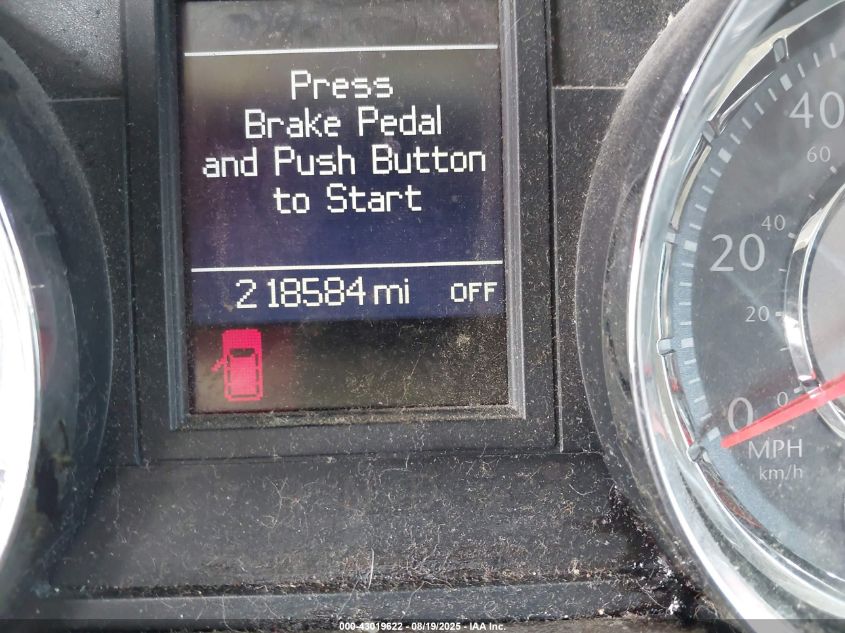 Press
Brake Pedal
and Push Button
to Start
218584 mi OFF
40
60
20
40
20
0
0
MPH
km/h
000-43019622 - 08/19/2025 - IAA Inc.